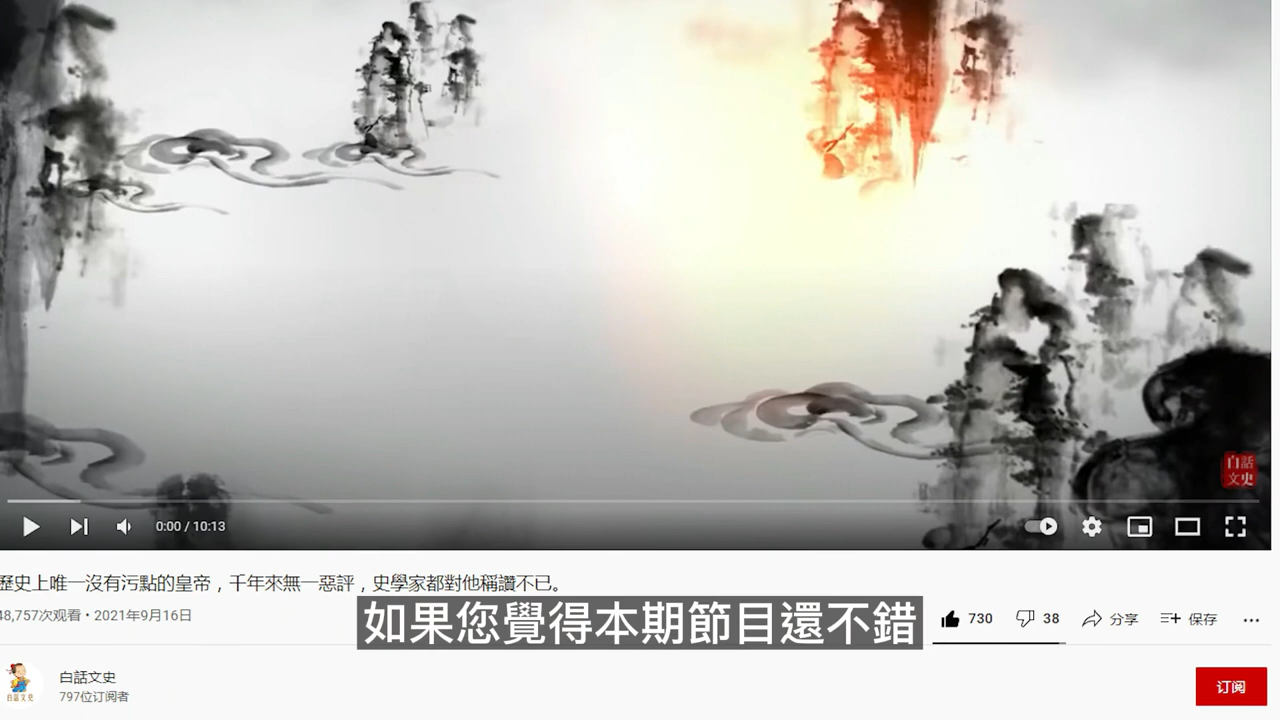 白話
文史
0:00 / 10:13
歷史上唯一沒有污點的皇帝，千年來無一惡評，史學家都對他稱讚不已。
48,757次观看・2021年9月16日
730
38
分享
保存
如果您覺得本期節目還不錯
白話文史
797位订阅者
订阅
白話文史